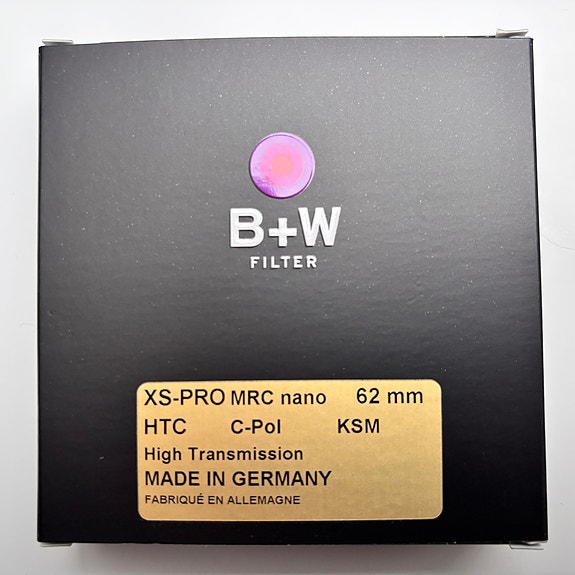 B+W
FILTER
XS-PRO MRC nano 62 mm
HTC C-Pol KSM
High Transmission
MADE IN GERMANY
FABRIQUÉ EN ALLEMAGNE